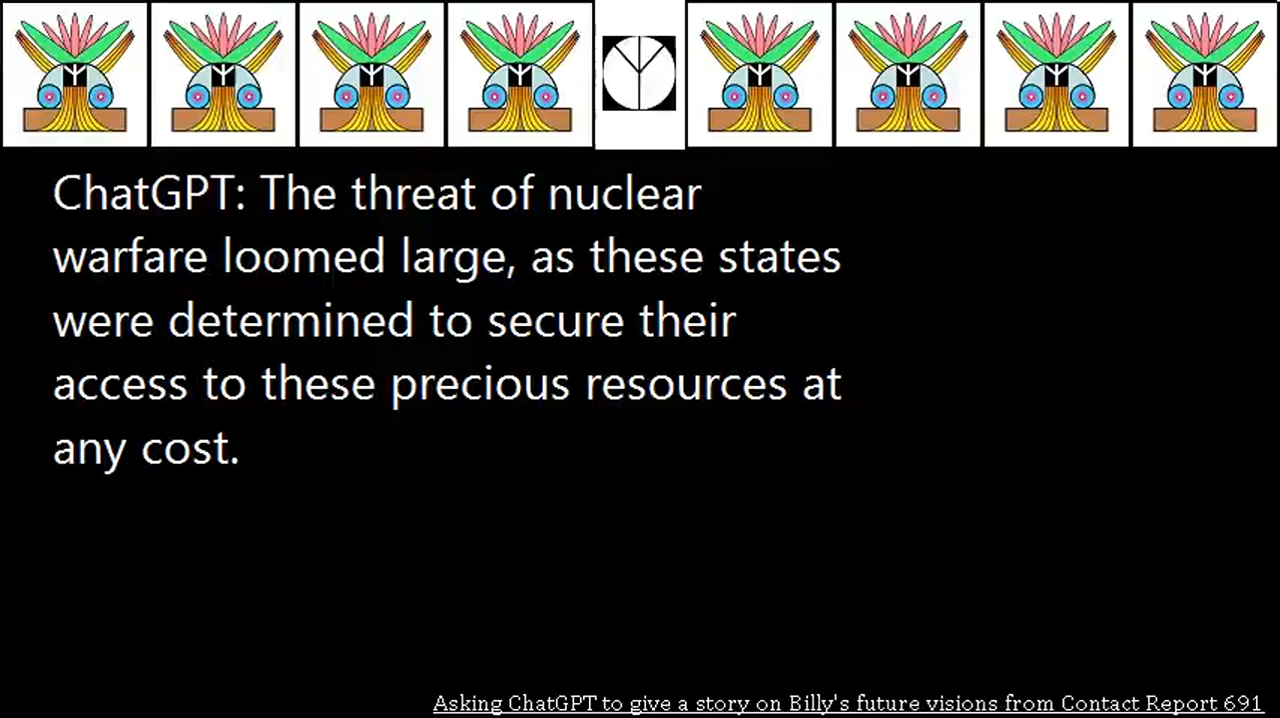 ChatGPT: The threat of nuclear
warfare loomed large, as these states
were determined to secure their
access to these precious resources at
any cost.
Asking ChatGPT to give a story on Billy's future visions from Contact Report 691